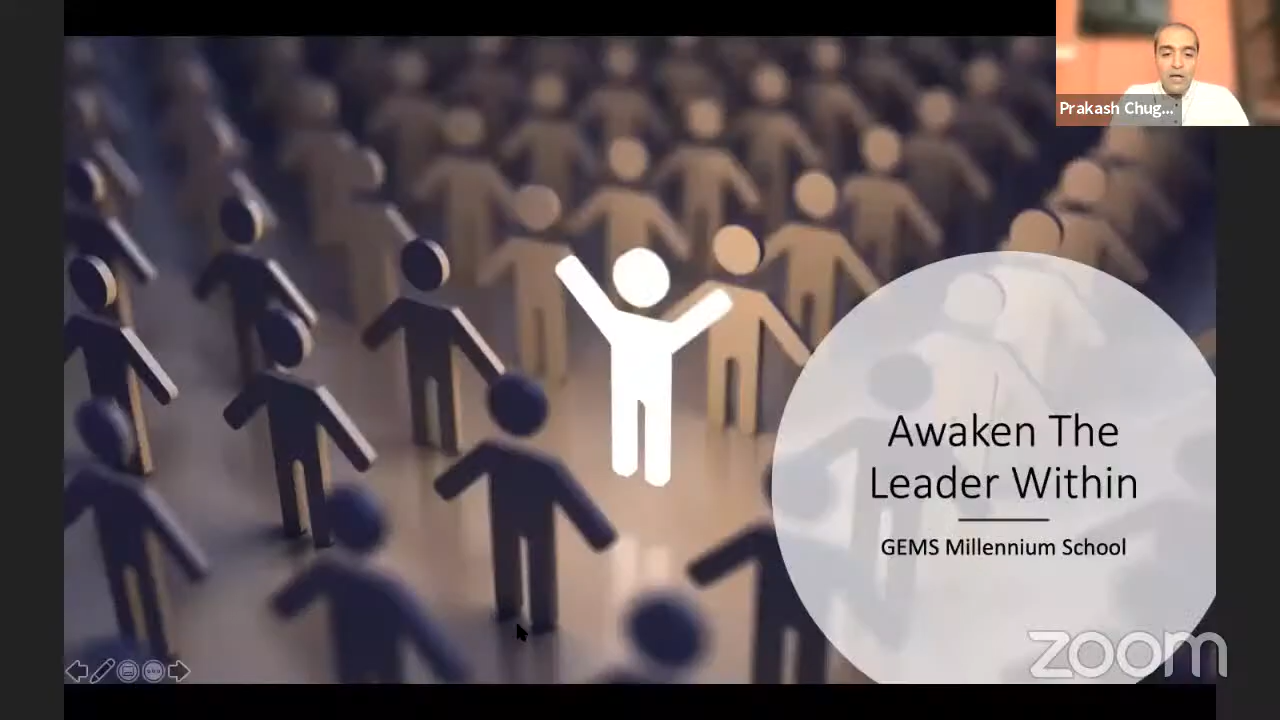 Prakash Chug...
Awaken The
Leader Within
GEMS Millennium School
zoom